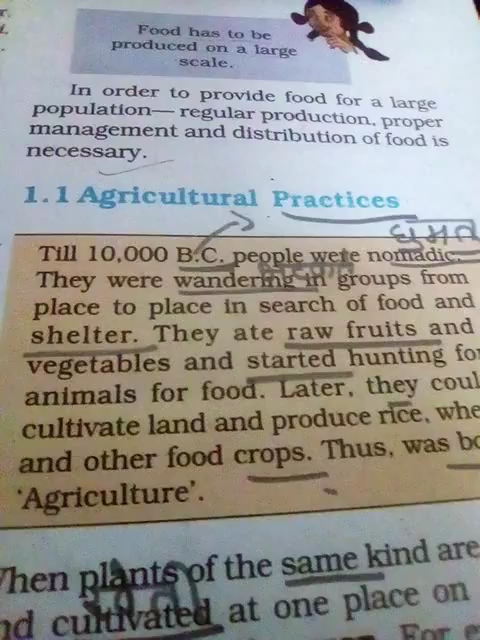 Food has to be
produced on a large
scale.
In order to provide food for a large
population— regular production, proper
management and distribution of food is
necessary.
1.1 Agricultural Practices
Till 10,000 B.C. people were nomadic.
They were wandering in groups from
place to place in search of food and
shelter. They ate raw fruits and
vegetables and started hunting fo
animals for food. Later, they coul
cultivate land and produce rice, whe
and other food crops. Thus, was bo
'Agriculture'.
hen plants of the same kind are
nd cultivated at one place on